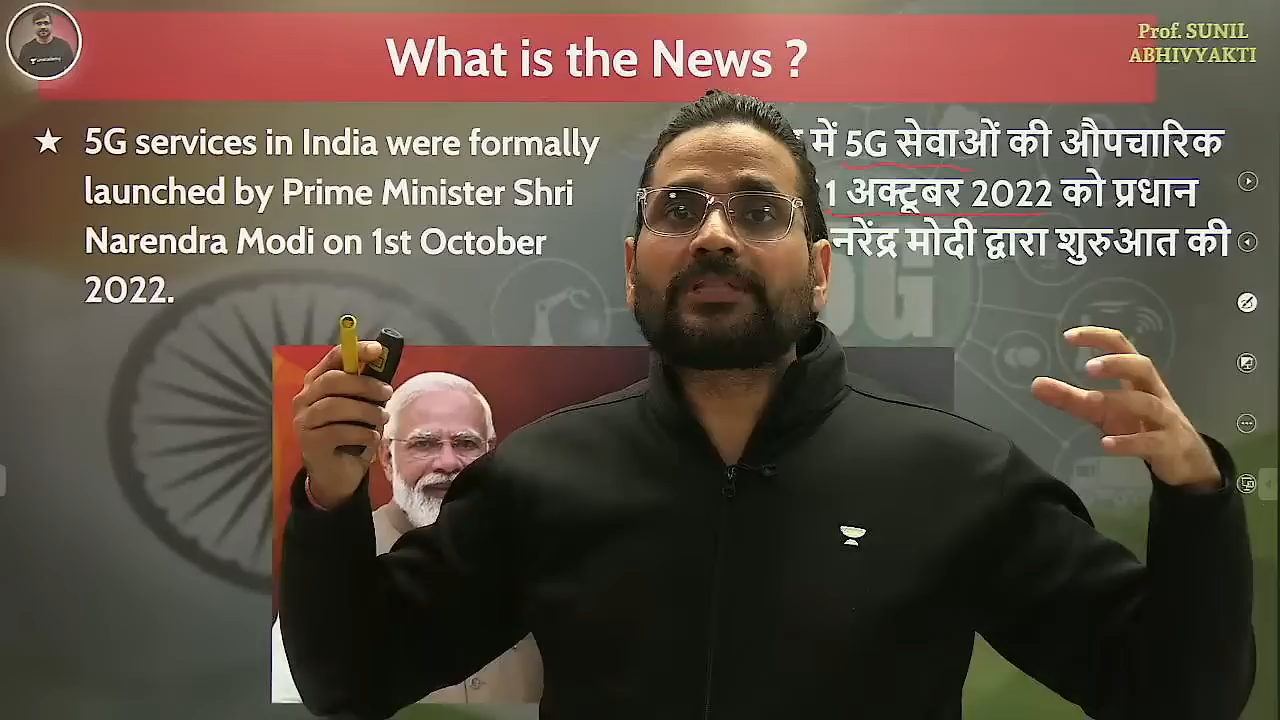 What is the News ?
Prof. SUNIL
ABHIVYAKTI
★ 5G services in India were formally
launched by Prime Minister Shri
Narendra Modi on 1st October
2022.
में 5G सेवाओं की औपचारिक
1 अक्टूबर 2022 को प्रधान
नरेंद्र मोदी द्वारा शुरुआत की
5G